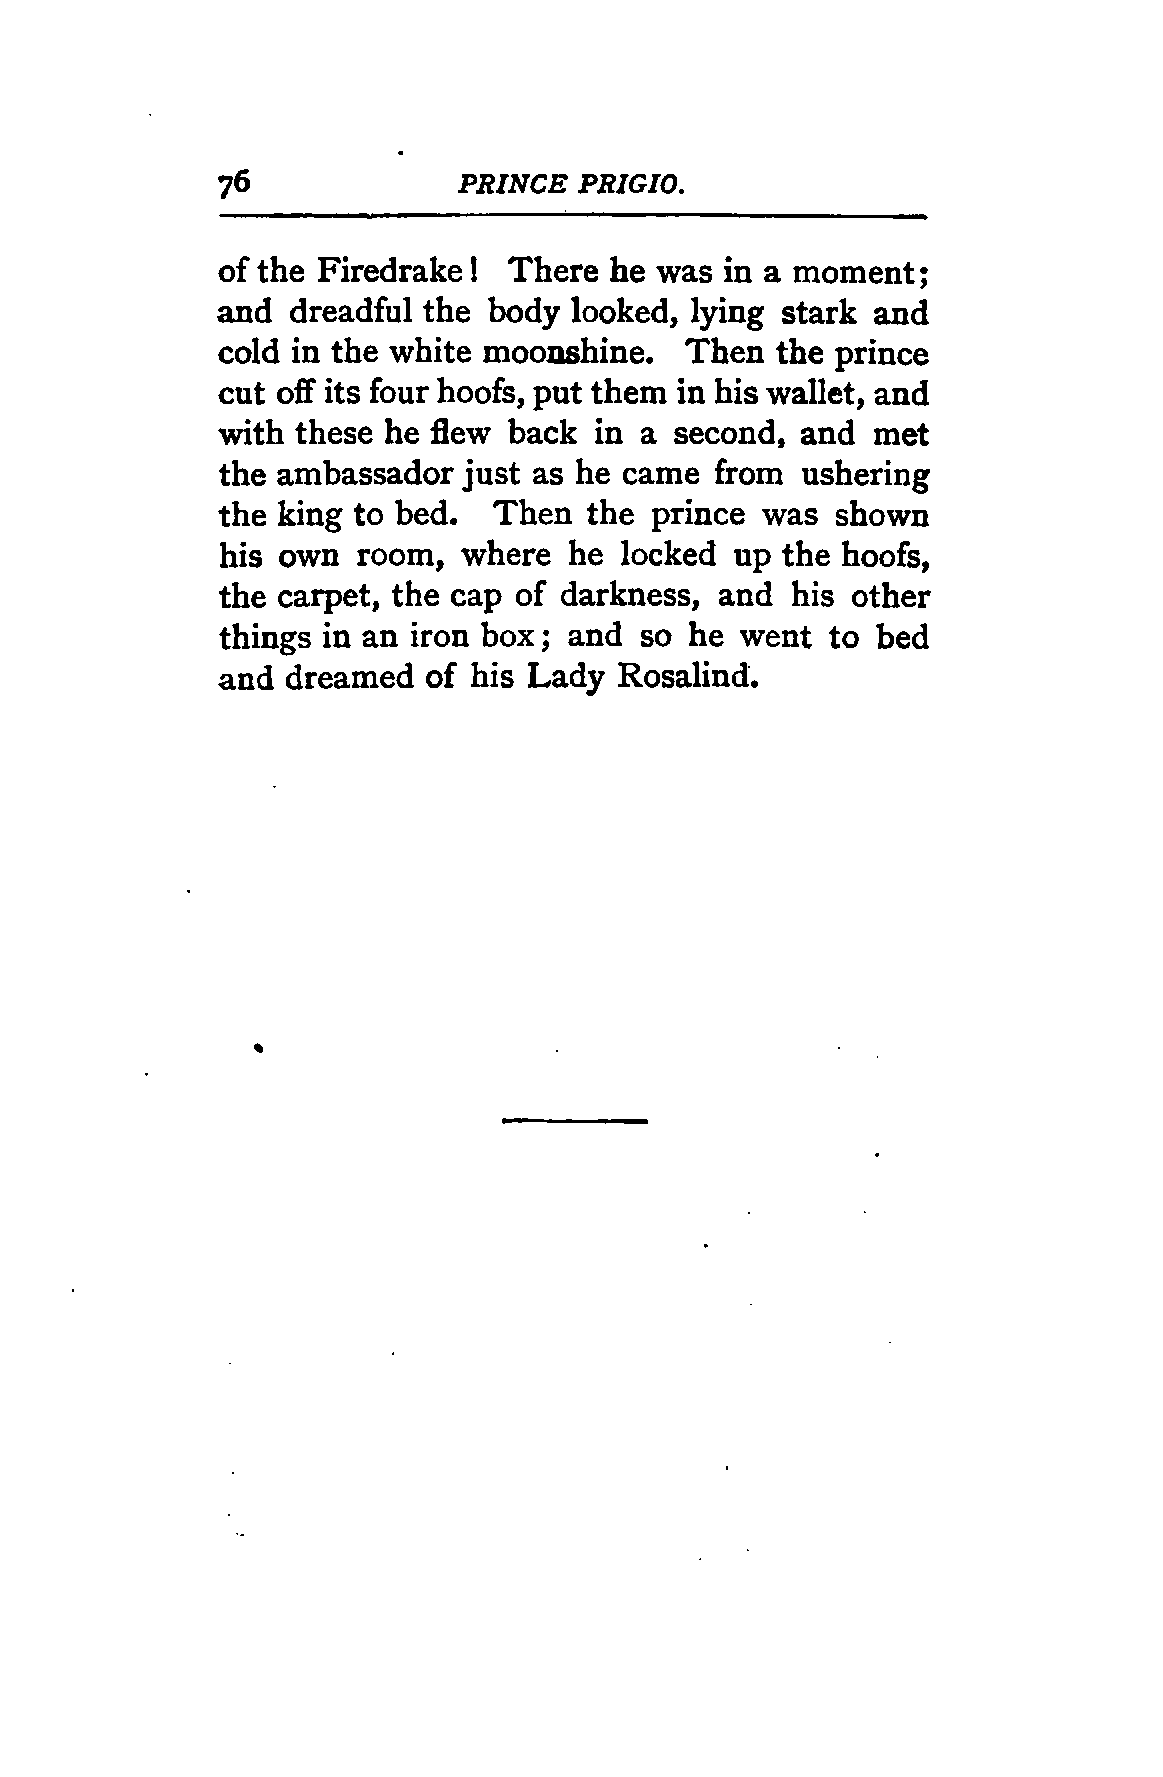 76 PRINCE PRIGIO.
of the Firedrake! There he was in a moment;
and dreadful the body looked, lying stark and
cold in the white moonshine. Then the prince
cut off its four hoofs, put them in his wallet, and
with these he flew back in a second, and met
the ambassador just as he came from ushering
the king to bed. Then the prince was shown
his own room, where he locked up the hoofs,
the carpet, the cap of darkness, and his other
things in an iron box; and so he went to bed
and dreamed of his Lady Rosalind.